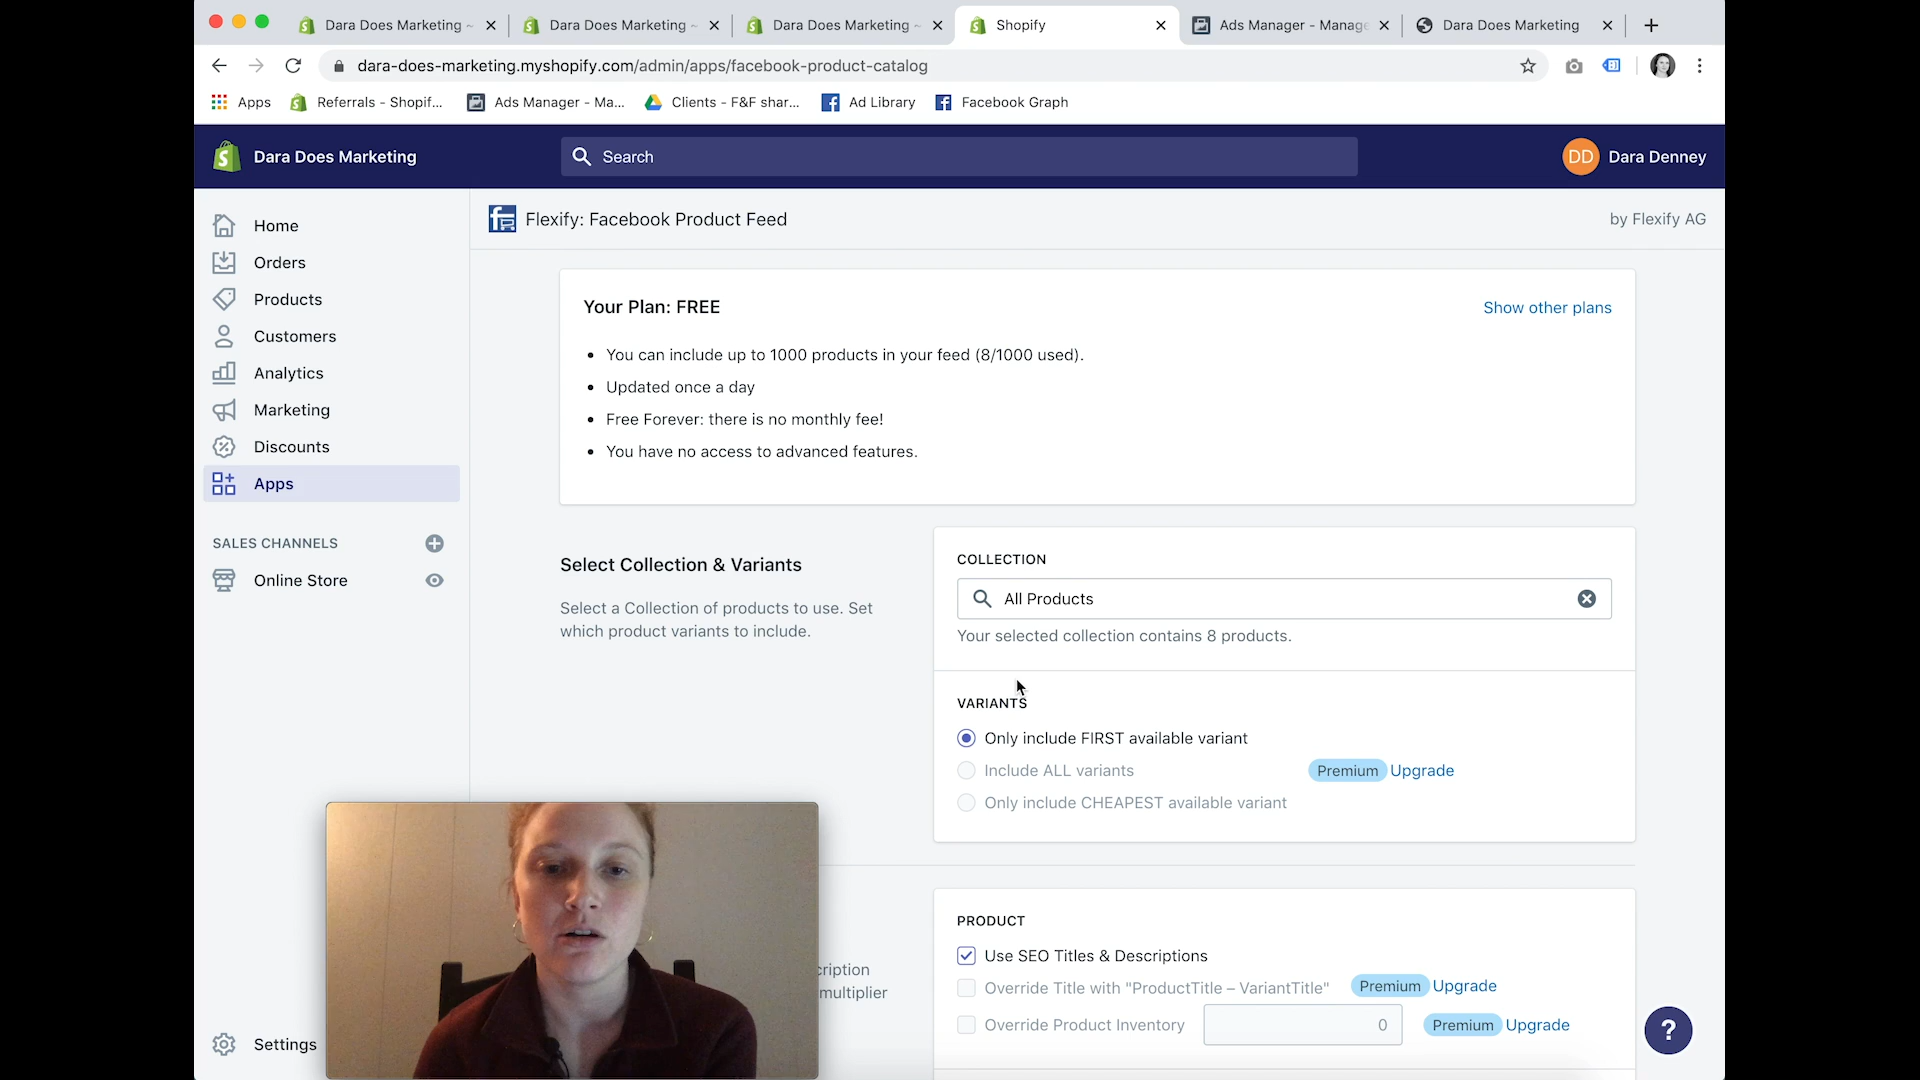 Dara Does Marketing ~
Dara Does Marketing ~
Dara Does Marketing ~
Shopify
Ads Manager - Manage
Dara Does Marketing
dara-does-marketing.myshopify.com/admin/apps/facebook-product-catalog
Apps
Referrals - Shopif...
Ads Manager - Ma...
Clients - F&F shar...
Ad Library
Facebook Graph
Dara Does Marketing
Search
DD
Dara Denney
Home
Orders
Products
Customers
Analytics
Marketing
Discounts
Apps
SALES CHANNELS
Online Store
Settings
Flexify: Facebook Product Feed
by Flexify AG
Your Plan: FREE
Show other plans
• You can include up to 1000 products in your feed (8/1000 used).
• Updated once a day
• Free Forever: there is no monthly fee!
• You have no access to advanced features.
Select Collection & Variants
Select a Collection of products to use. Set
which product variants to include.
COLLECTION
All Products
Your selected collection contains 8 products.
VARIANTS
Only include FIRST available variant
Include ALL variants
Premium Upgrade
Only include CHEAPEST available variant
cription
multiplier
PRODUCT
Use SEO Titles & Descriptions
Override Title with "ProductTitle – VariantTitle"
Premium Upgrade
Override Product Inventory
0
Premium Upgrade
?